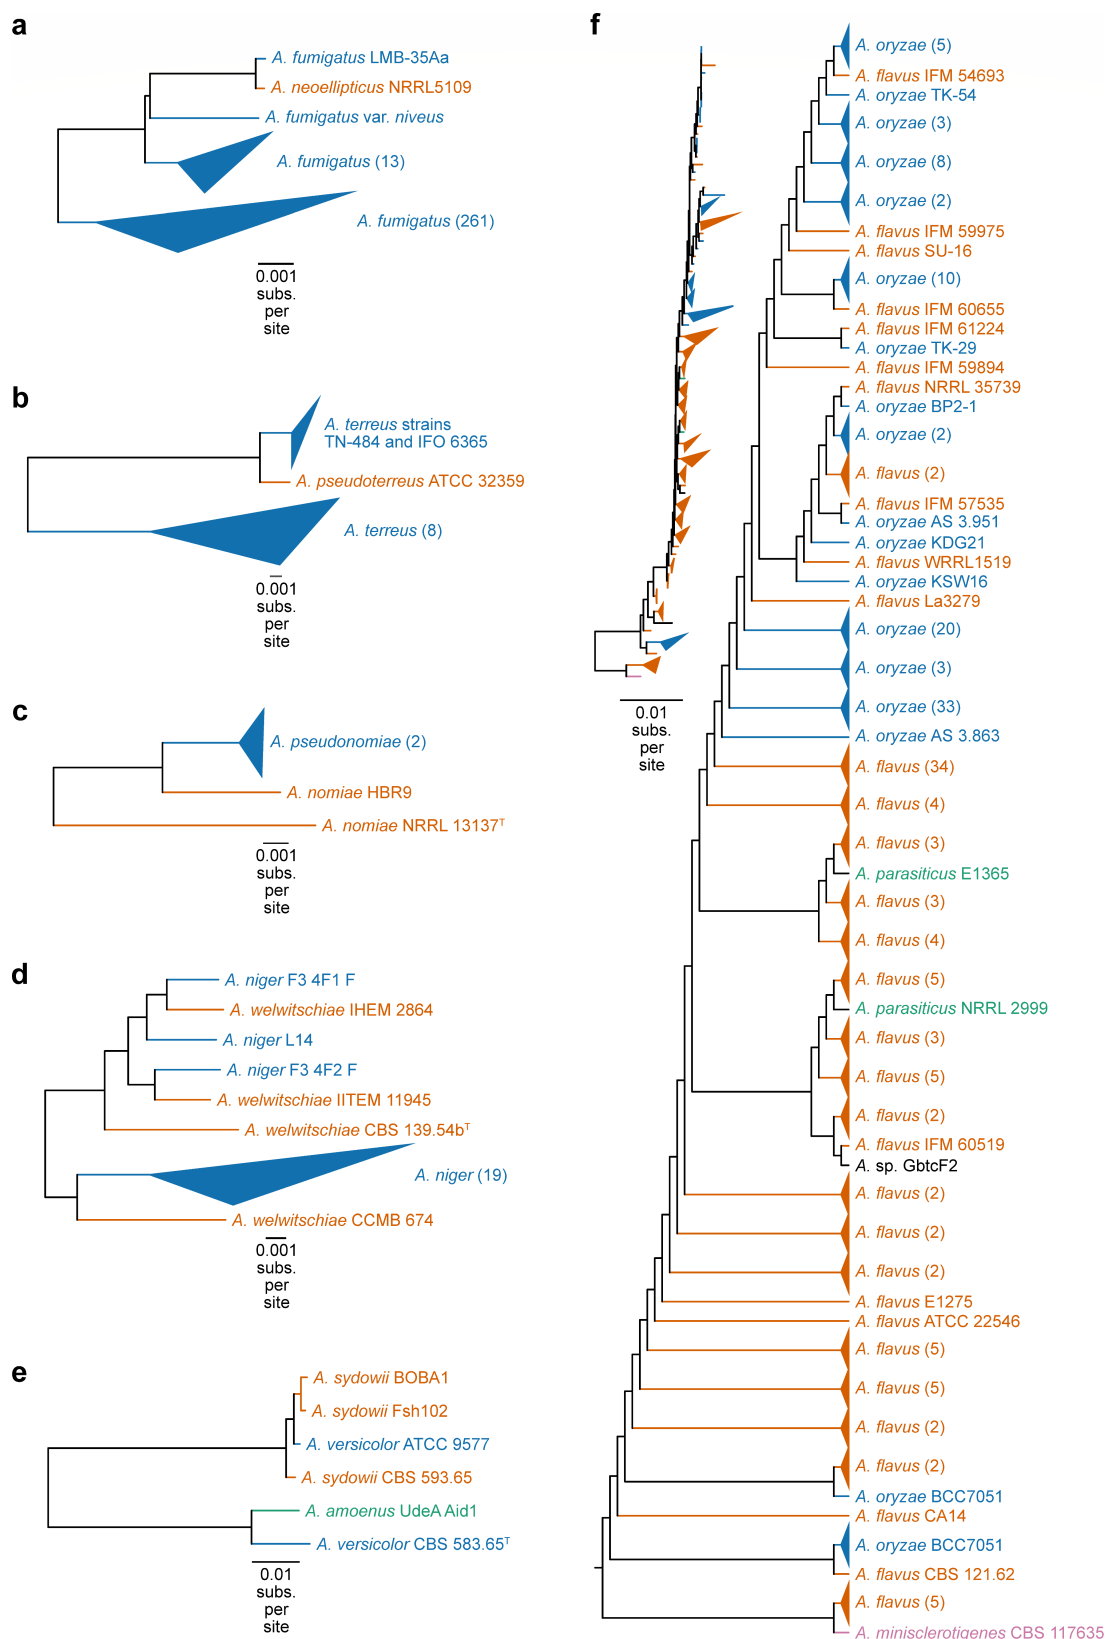 a
A. fumigatus LMB-35Aa
A. neoellipticus NRRL5109
A. fumigatus var. niveus
A. fumigatus (13)
A. fumigatus (261)
0.001
subs.
per
site
b
A. terreus strains
TN-484 and IFO 6365
A. pseudoterreus ATCC 32359
A. terreus (8)
0.001
subs.
per
site
c
A. pseudonomiae (2)
A. nomiae HBR9
A. nomiae NRRL 13137ᵀ
0.001
subs.
per
site
d
A. niger F3 4F1 F
A. welwitschiae IHEM 2864
A. niger L14
A. niger F3 4F2 F
A. welwitschiae IITEM 11945
A. welwitschiae CBS 139.54bᵀ
A. niger (19)
A. welwitschiae CCMB 674
0.001
subs.
per
site
e
A. sydowii BOBA1
A. sydowii Fsh102
A. versicolor ATCC 9577
A. sydowii CBS 593.65
A. amoenus UdeA Aid1
A. versicolor CBS 583.65ᵀ
0.01
subs.
per
site
f
0.01
subs.
per
site
A. oryzae (5)
A. flavus IFM 54693
A. oryzae TK-54
A. oryzae (3)
A. oryzae (8)
A. oryzae (2)
A. flavus IFM 59975
A. flavus SU-16
A. oryzae (10)
A. flavus IFM 60655
A. flavus IFM 61224
A. oryzae TK-29
A. flavus IFM 59894
A. flavus NRRL 35739
A. oryzae BP2-1
A. oryzae (2)
A. flavus (2)
A. flavus IFM 57535
A. oryzae AS 3.951
A. oryzae KDG21
A. flavus WRRL1519
A. oryzae KSW16
A. flavus La3279
A. oryzae (20)
A. oryzae (3)
A. oryzae (33)
A. oryzae AS 3.863
A. flavus (34)
A. flavus (4)
A. flavus (3)
A. parasiticus E1365
A. flavus (3)
A. flavus (4)
A. flavus (5)
A. parasiticus NRRL 2999
A. flavus (3)
A. flavus (5)
A. flavus (2)
A. flavus IFM 60519
A. sp. GbtcF2
A. flavus (2)
A. flavus (2)
A. flavus (2)
A. flavus E1275
A. flavus ATCC 22546
A. flavus (5)
A. flavus (5)
A. flavus (2)
A. flavus (2)
A. oryzae BCC7051
A. flavus CA14
A. oryzae BCC7051
A. flavus CBS 121.62
A. flavus (5)
A. minisclerotigenes CBS 117635